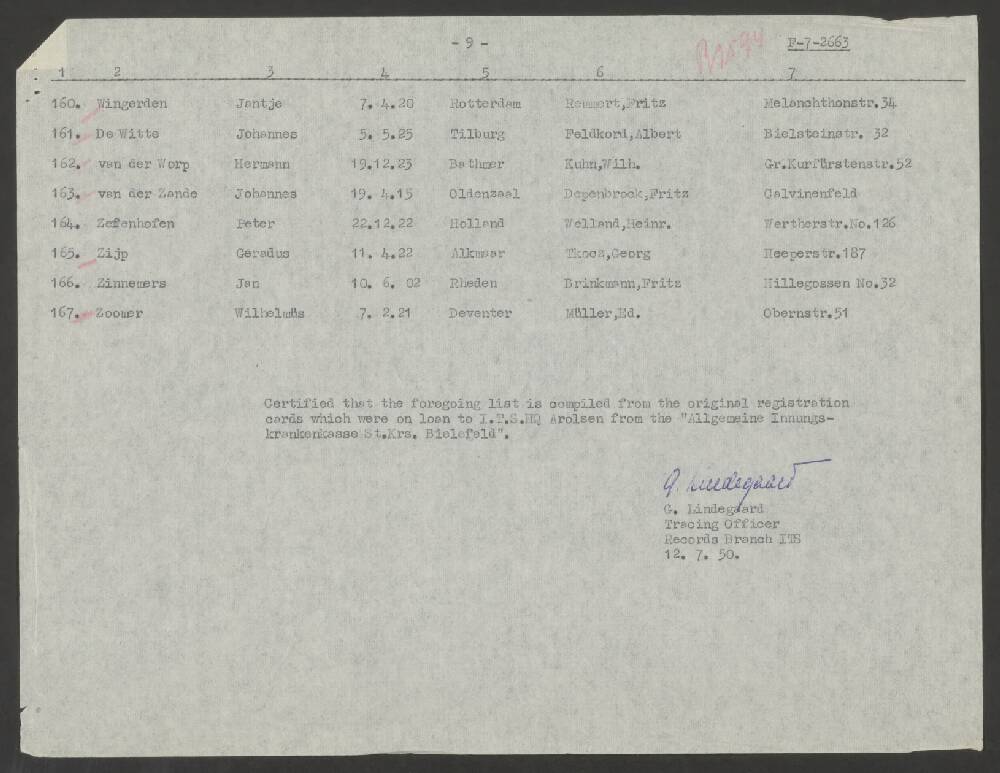 - 9 -
F-7-2663
1 2 3 4 5 6 7
160. Wingerden Jantje 7. 4.20 Rotterdam Remmert,Fritz Melanchthonstr.34
161. De Witte Johannes 5. 5.25 Tilburg Feldkord,Albert Bielsteinstr. 32
162. van der Worp Hermann 19.12.23 Bathmer Kuhn,Wilh. Gr.Kurfürstenstr.52
163. van der Zande Johannes 19. 4.15 Oldenzaal Depenbrock,Fritz Galvinenfeld
164. Zefenhofen Peter 22.12.22 Holland Welland,Heinr. Wertherstr.No.126
165. Zijp Geradus 11. 4.22 Alkmaar Tkocz,Georg Heeperstr.187
166. Zinnemers Jan 10. 6. 02 Rheden Brinkmann,Fritz Hillegossen No.32
167. Zoomer Wilhelmüs 7. 2.21 Deventer Müller,Ed. Obernstr.51
Certified that the foregoing list is compiled from the original registration
cards which were on loan to I.T.S.HQ Arolsen from the "Allgemeine Innungs-
krankenkasse St.Krs. Bielefeld".
G. Lindegaard
G. Lindegaard
Tracing Officer
Records Branch ITS
12. 7. 50.